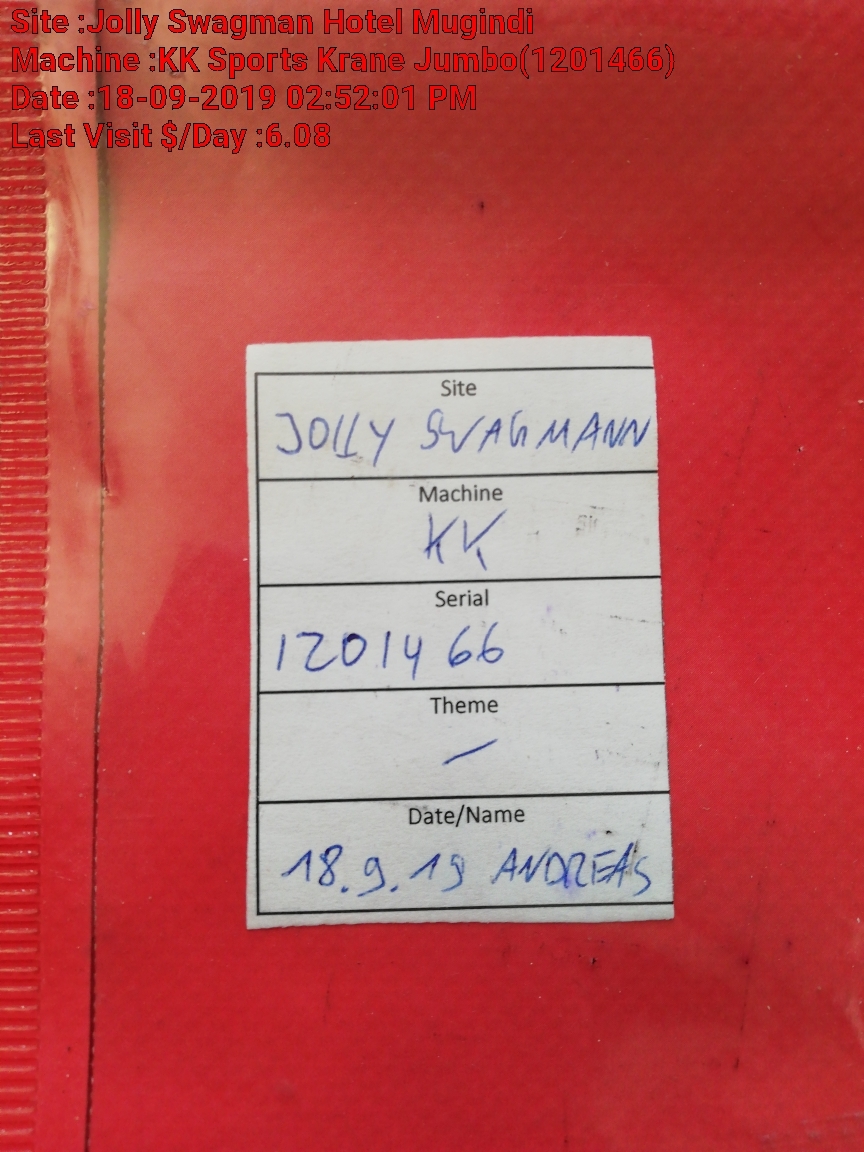 Site :Jolly Swagman Hotel Mugindi
Machine :KK Sports Krane Jumbo(1201466)
Date :18-09-2019 02:52:01 PM
Last Visit $/Day :6.08
Site
JOLLY SWAGMANN
Machine
KK
Serial
1201466
Theme
–
Date/Name
18.9.19 ANDREAS